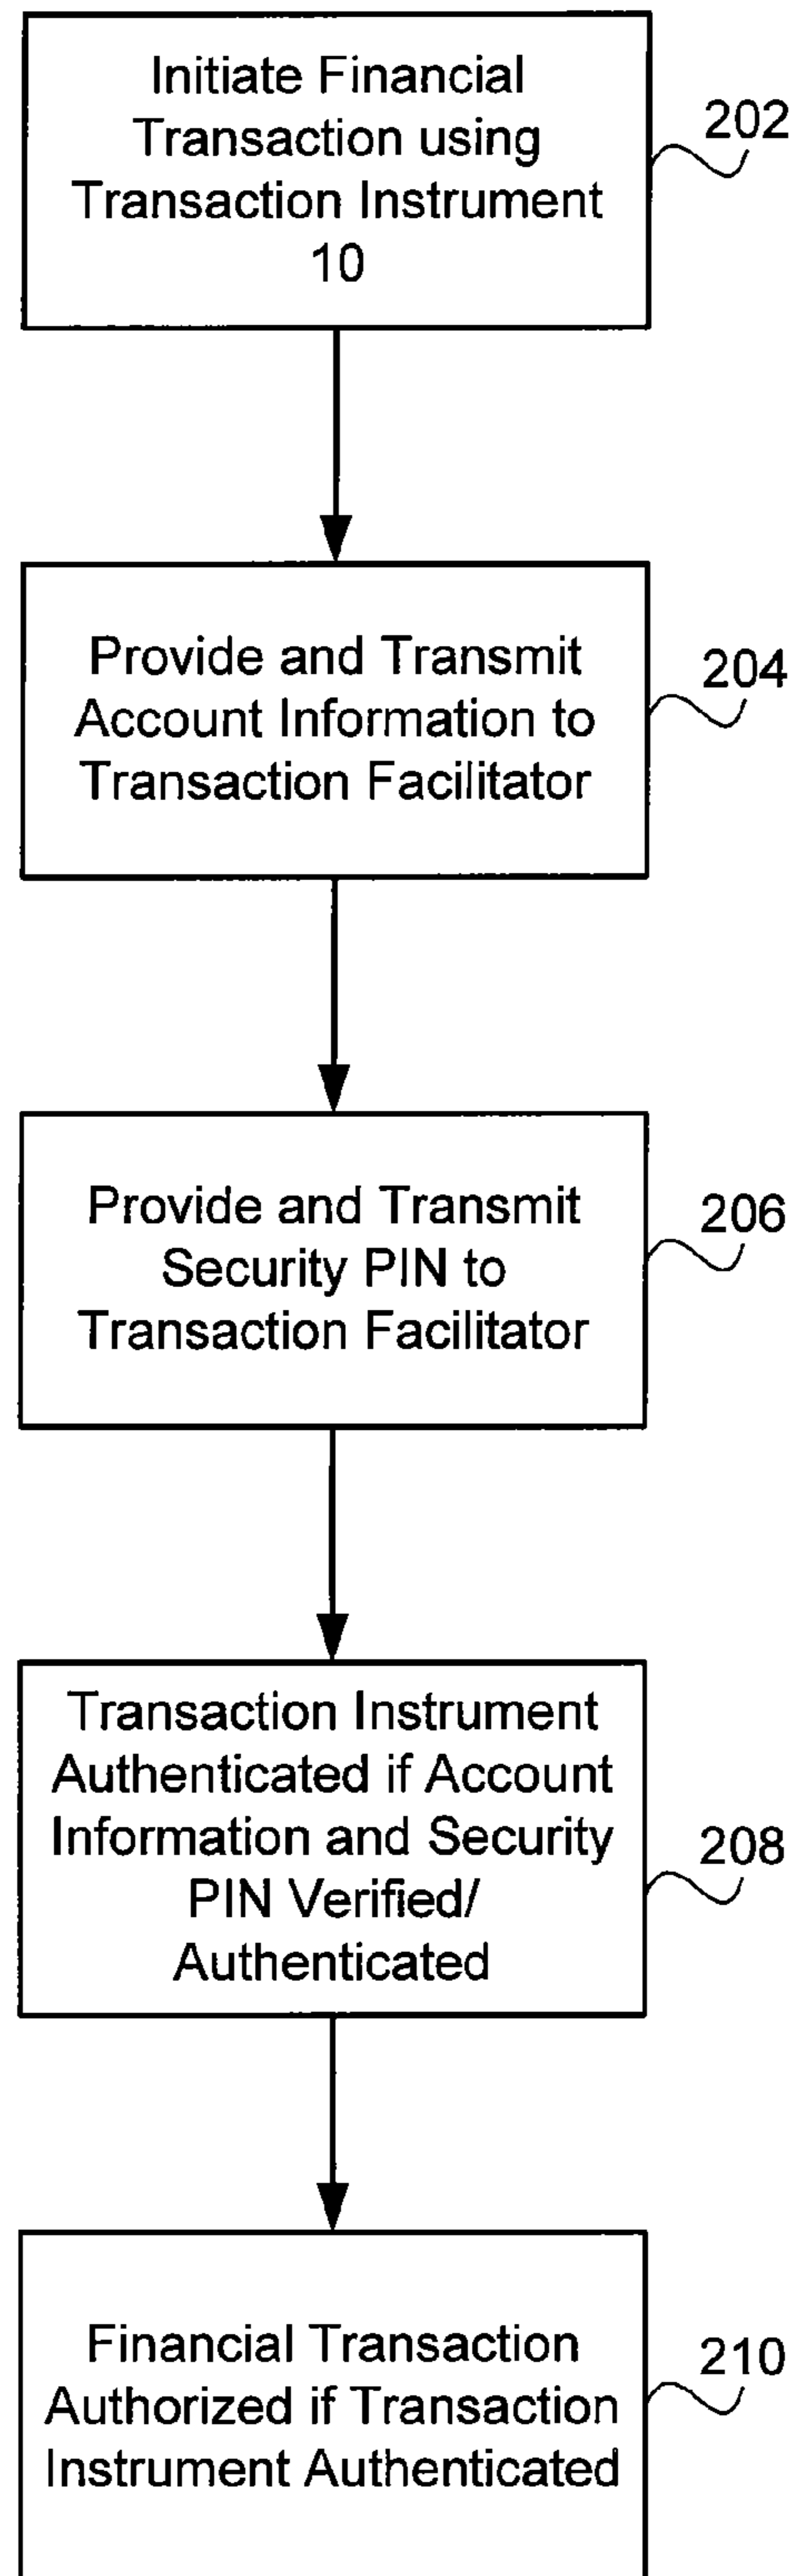 Initiate Financial
Transaction using
Transaction Instrument
10
202
Provide and Transmit
Account Information to
Transaction Facilitator
204
Provide and Transmit
Security PIN to
Transaction Facilitator
206
Transaction Instrument
Authenticated if Account
Information and Security
PIN Verified/
Authenticated
208
Financial Transaction
Authorized if Transaction
Instrument Authenticated
210